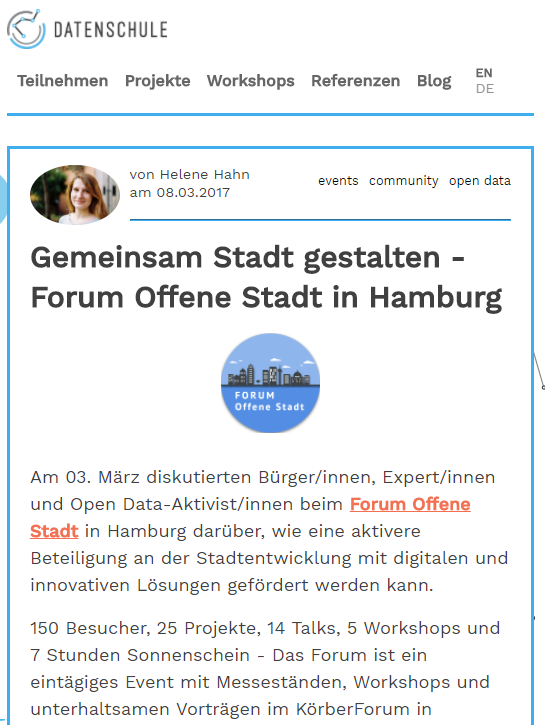 DATENSCHULE
Teilnehmen Projekte Workshops Referenzen Blog EN
DE
von Helene Hahn
am 08.03.2017
events community open data
Gemeinsam Stadt gestalten -
Forum Offene Stadt in Hamburg
FORUM
Offene Stadt
Am 03. März diskutierten Bürger/innen, Expert/innen
und Open Data-Aktivist/innen beim Forum Offene
Stadt in Hamburg darüber, wie eine aktivere
Beteiligung an der Stadtentwicklung mit digitalen und
innovativen Lösungen gefördert werden kann.
150 Besucher, 25 Projekte, 14 Talks, 5 Workshops und
7 Stunden Sonnenschein - Das Forum ist ein
eintägiges Event mit Messeständen, Workshops und
unterhaltsamen Vorträgen im KörberForum in